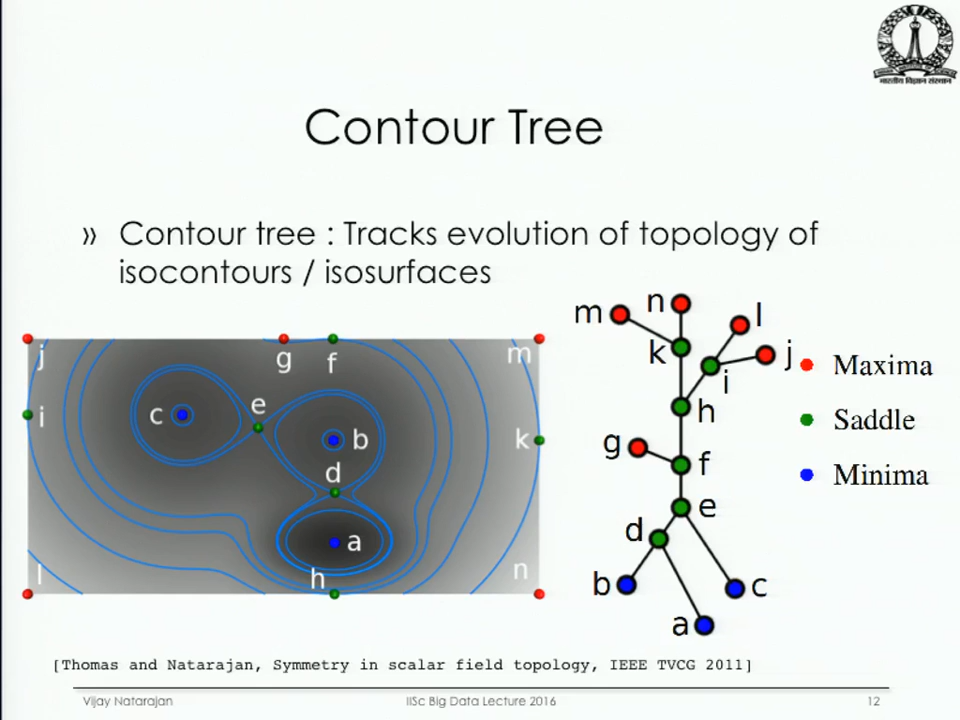 Contour Tree
» Contour tree : Tracks evolution of topology of
isocontours / isosurfaces
j
g
f
m
i
c
e
b
k
d
a
l
h
n
m
n
l
k
j
i
h
g
f
e
d
b
c
a
Maxima
Saddle
Minima
[Thomas and Natarajan, Symmetry in scalar field topology, IEEE TVCG 2011]
Vijay Natarajan IISc Big Data Lecture 2016 12